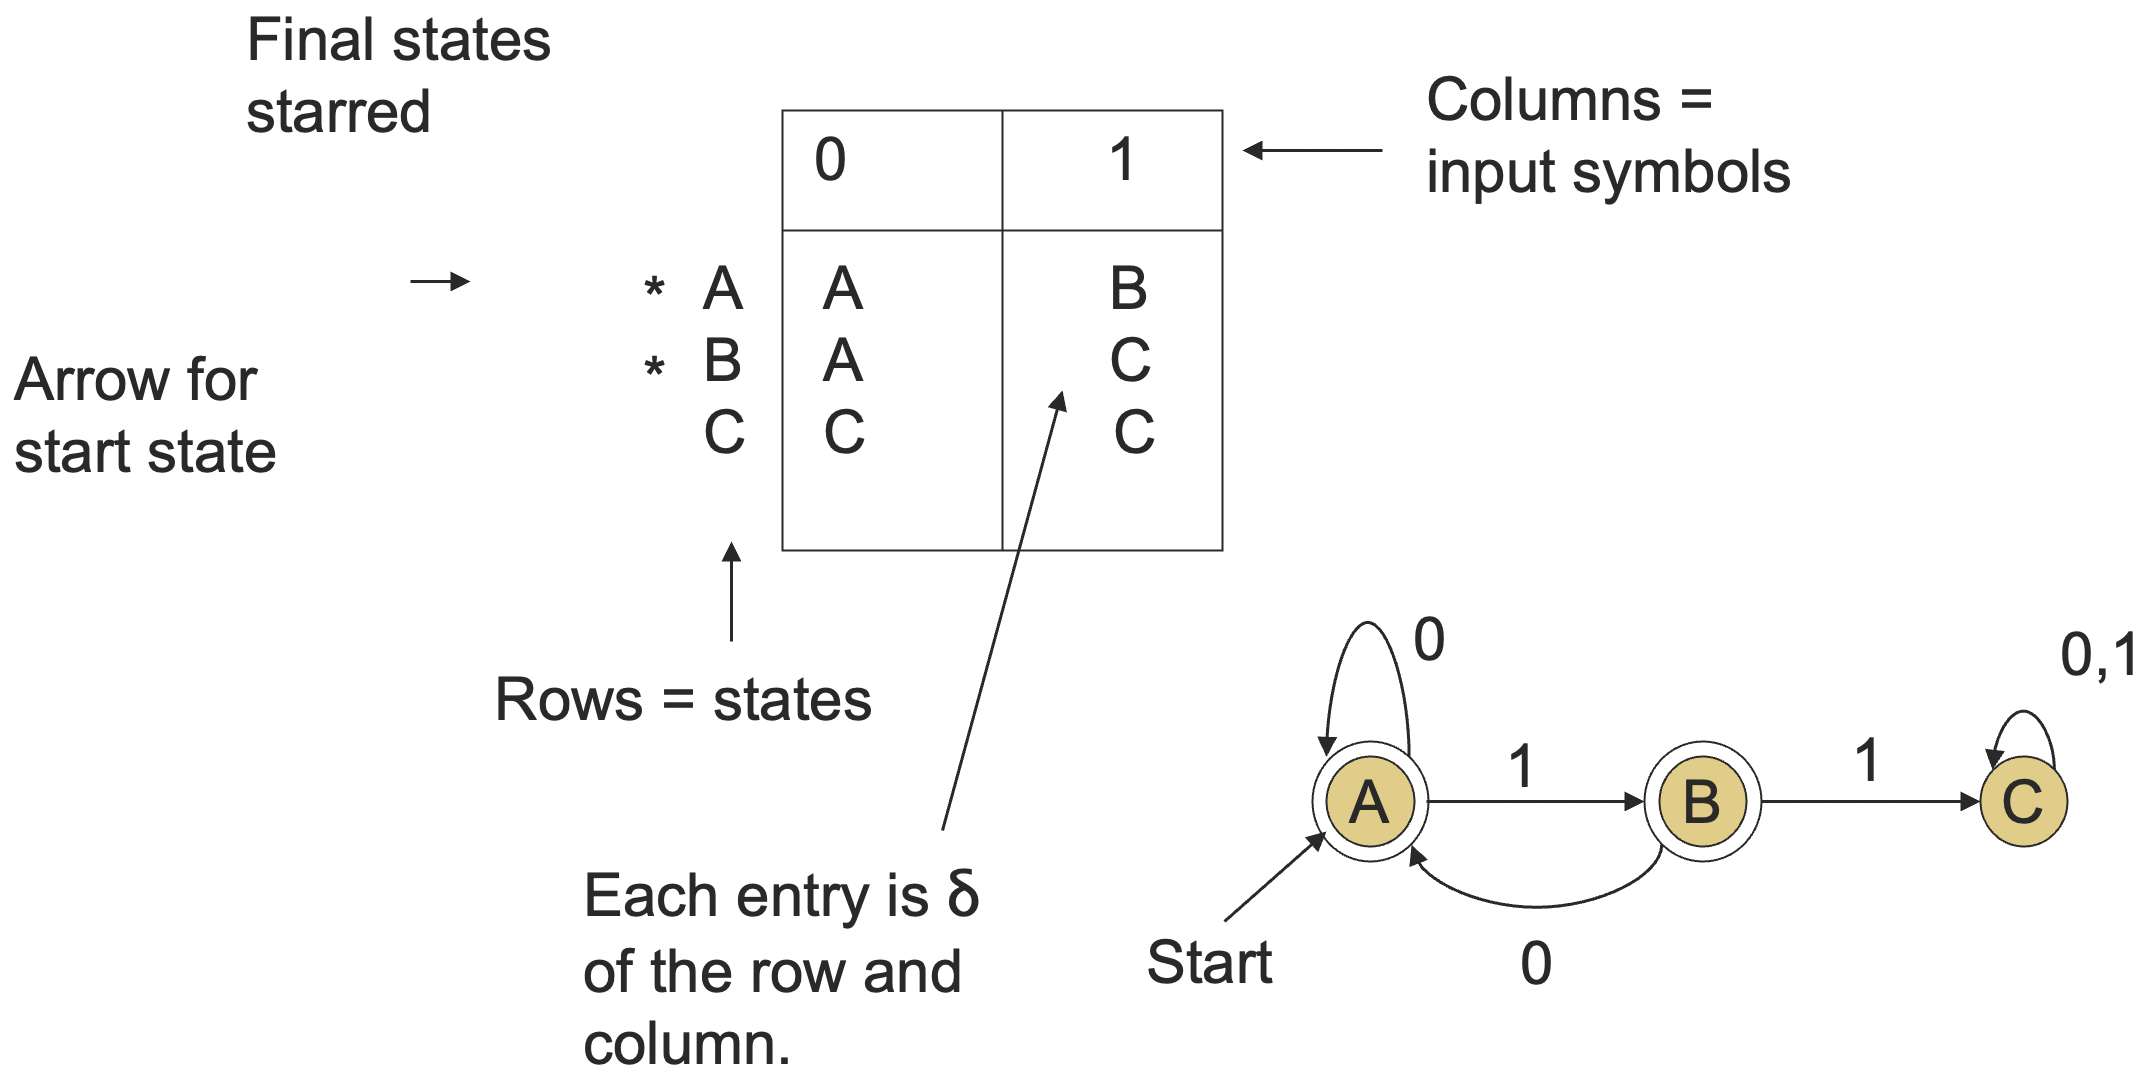 Final states
starred
Columns =
input symbols
0 1
* A A B
* B A C
C C C
Arrow for
start state
Rows = states
Each entry is δ
of the row and
column.
0
0,1
1
1
A
B
C
Start
0